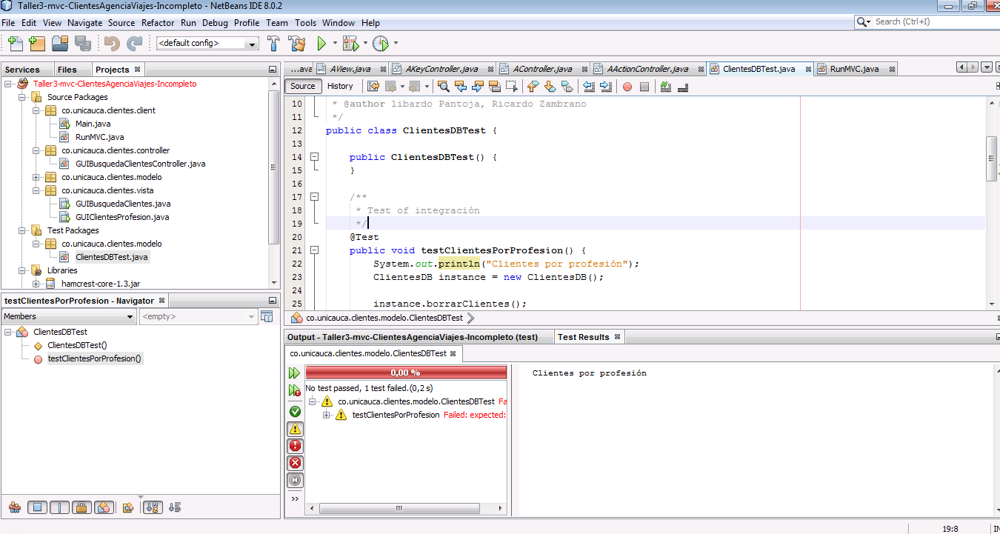 Taller3-mvc-ClientesAgenciaViajes-Incompleto - NetBeans IDE 8.0.2
File Edit View Navigate Source Refactor Run Debug Profile Team Tools Window Help
Search (Ctrl+I)
<default config>
Services Files Projects
Taller3-mvc-ClientesAgenciaViajes-Incompleto
Source Packages
co.unicauca.clientes.client
Main.java
RunMVC.java
co.unicauca.clientes.controller
GUIBusquedaClientesController.java
co.unicauca.clientes.modelo
co.unicauca.clientes.vista
GUIBusquedaClientes.java
GUIClientesProfesion.java
Test Packages
co.unicauca.clientes.modelo
ClientesDBTest.java
Libraries
hamcrest-core-1.3.jar
testClientesPorProfesion - Navigator
Members <empty>
ClientesDBTest
ClientesDBTest()
testClientesPorProfesion()
...ava AView.java AKeyController.java AController.java AActionController.java ClientesDBTest.java RunMVC.java
Source History
10 * @author libardo Pantoja, Ricardo Zambrano
11 */
12 public class ClientesDBTest {
13
14 public ClientesDBTest() {
15 }
16
17 /**
18 * Test of integración
19 */
20 @Test
21 public void testClientesPorProfesion() {
22 System.out.println("Clientes por profesión");
23 ClientesDB instance = new ClientesDB();
24
25 instance.borrarClientes();
co.unicauca.clientes.modelo.ClientesDBTest
Output - Taller3-mvc-ClientesAgenciaViajes-Incompleto (test) Test Results
co.unicauca.clientes.modelo.ClientesDBTest
0,00 %
No test passed, 1 test failed.(0,2 s)
co.unicauca.clientes.modelo.ClientesDBTest Fa
testClientesPorProfesion Failed: expected:
Clientes por profesión
19:8 IN